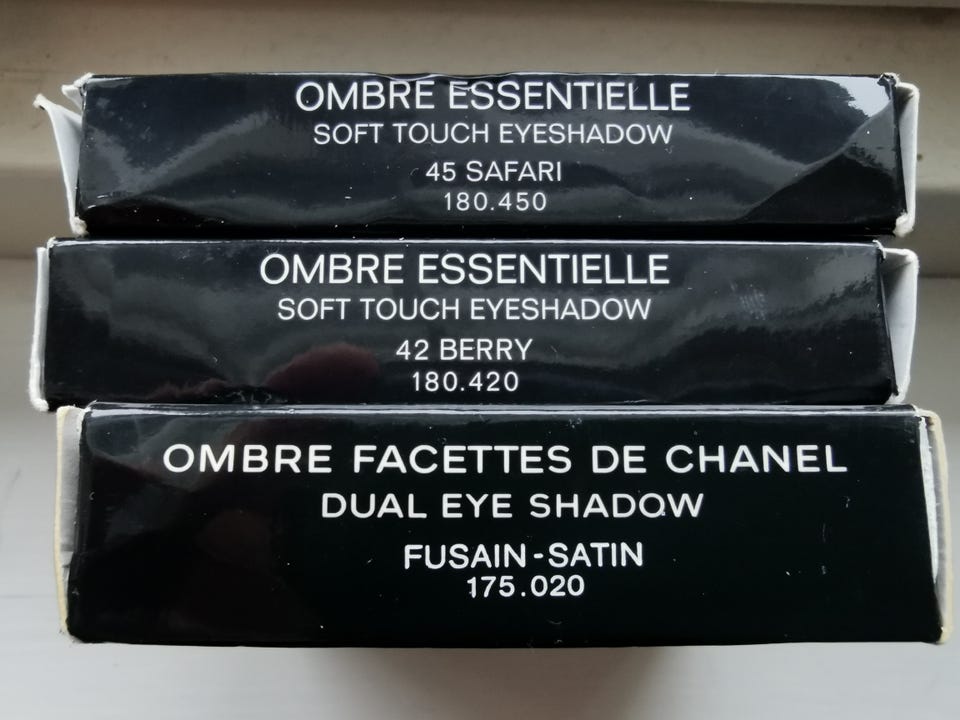 OMBRE ESSENTIELLE
SOFT TOUCH EYESHADOW
45 SAFARI
180.450
OMBRE ESSENTIELLE
SOFT TOUCH EYESHADOW
42 BERRY
180.420
OMBRE FACETTES DE CHANEL
DUAL EYE SHADOW
FUSAIN-SATIN
175.020